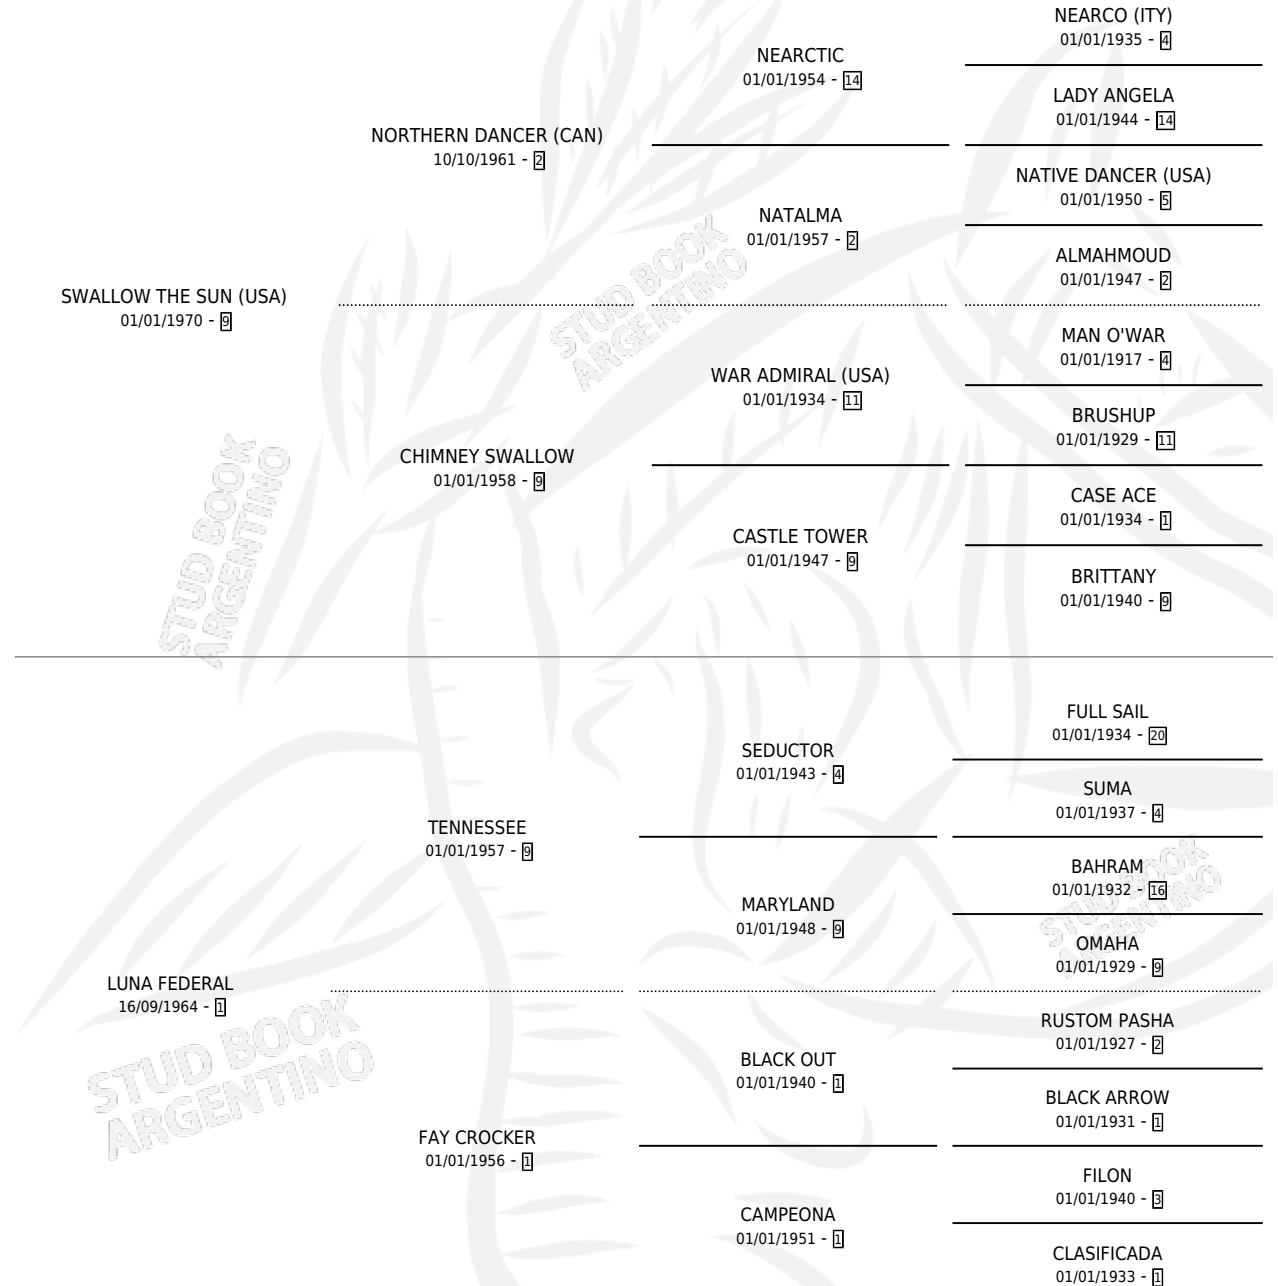 NEARCO (ITY)
01/01/1935 - 4
NEARCTIC
01/01/1954 - 14
LADY ANGELA
01/01/1944 - 14
NORTHERN DANCER (CAN)
10/10/1961 - 2
NATIVE DANCER (USA)
01/01/1950 - 5
NATALMA
01/01/1957 - 2
ALMAHMOUD
01/01/1947 - 2
SWALLOW THE SUN (USA)
01/01/1970 - 9
MAN O'WAR
01/01/1917 - 4
WAR ADMIRAL (USA)
01/01/1934 - 11
BRUSHUP
01/01/1929 - 11
CHIMNEY SWALLOW
01/01/1958 - 9
CASE ACE
01/01/1934 - 1
CASTLE TOWER
01/01/1947 - 9
BRITTANY
01/01/1940 - 9
STUD BOOK
ARGENTINO
STUD BOOK
ARGENTINO
FULL SAIL
01/01/1934 - 20
SEDUCTOR
01/01/1943 - 4
SUMA
01/01/1937 - 4
TENNESSEE
01/01/1957 - 9
BAHRAM
01/01/1932 - 16
MARYLAND
01/01/1948 - 9
OMAHA
01/01/1929 - 9
LUNA FEDERAL
16/09/1964 - 1
RUSTOM PASHA
01/01/1927 - 2
BLACK OUT
01/01/1940 - 1
BLACK ARROW
01/01/1931 - 1
FAY CROCKER
01/01/1956 - 1
FILON
01/01/1940 - 3
CAMPEONA
01/01/1951 - 1
CLASIFICADA
01/01/1933 - 1
STUD BOOK
ARGENTINO
STUD BOOK
ARGENTINO